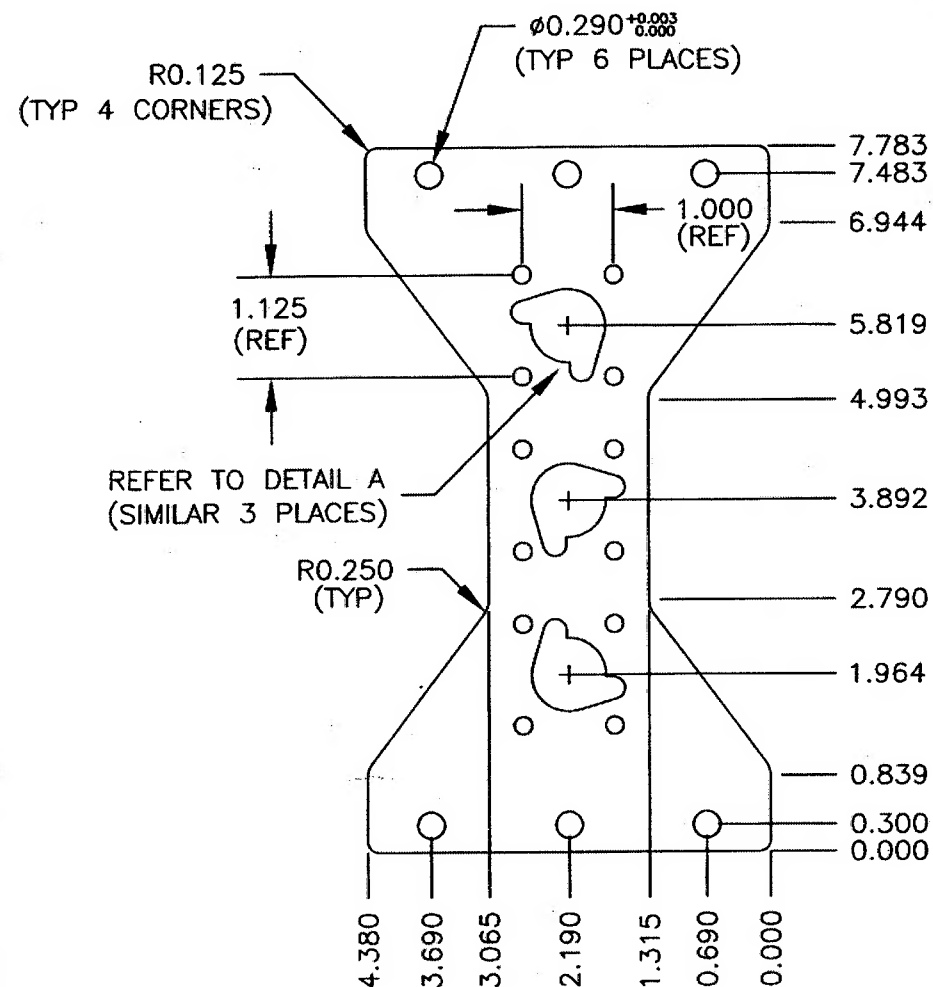 Ø0.290+0.003 0.000
(TYP 6 PLACES)
R0.125
(TYP 4 CORNERS)
7.783
7.483
6.944
1.000
(REF)
1.125
(REF)
5.819
4.993
REFER TO DETAIL A
(SIMILAR 3 PLACES)
3.892
R0.250
(TYP)
2.790
1.964
0.839
0.300
0.000
4.380
3.690
3.065
2.190
1.315
0.690
0.000